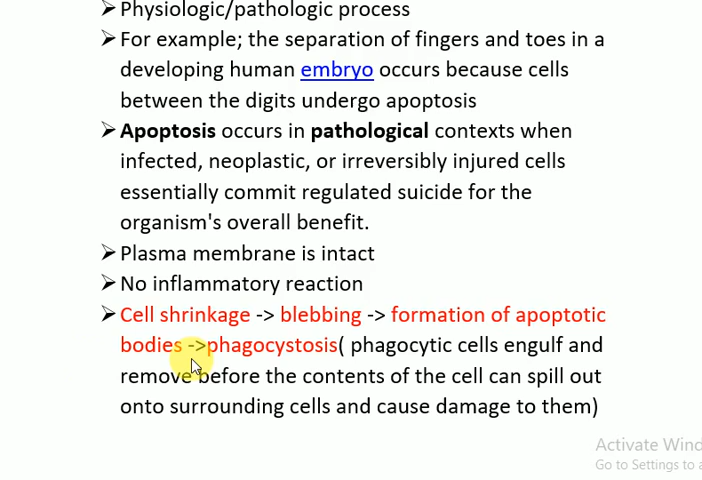 ➢ Physiologic/pathologic process
➢ For example; the separation of fingers and toes in a
developing human embryo occurs because cells
between the digits undergo apoptosis
➢ Apoptosis occurs in pathological contexts when
infected, neoplastic, or irreversibly injured cells
essentially commit regulated suicide for the
organism's overall benefit.
➢ Plasma membrane is intact
➢ No inflammatory reaction
➢ Cell shrinkage -> blebbing -> formation of apoptotic
bodies ->phagocystosis( phagocytic cells engulf and
remove before the contents of the cell can spill out
onto surrounding cells and cause damage to them)
Activate Wind
Go to Settings to a